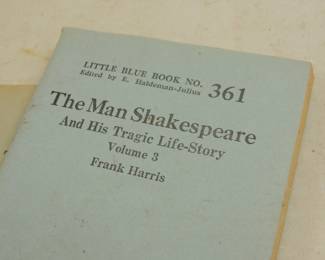 LITTLE BLUE BOOK NO. 361
Edited by E. Haldeman-Julius
The Man Shakespeare
And His Tragic Life-Story
Volume 3
Frank Harris